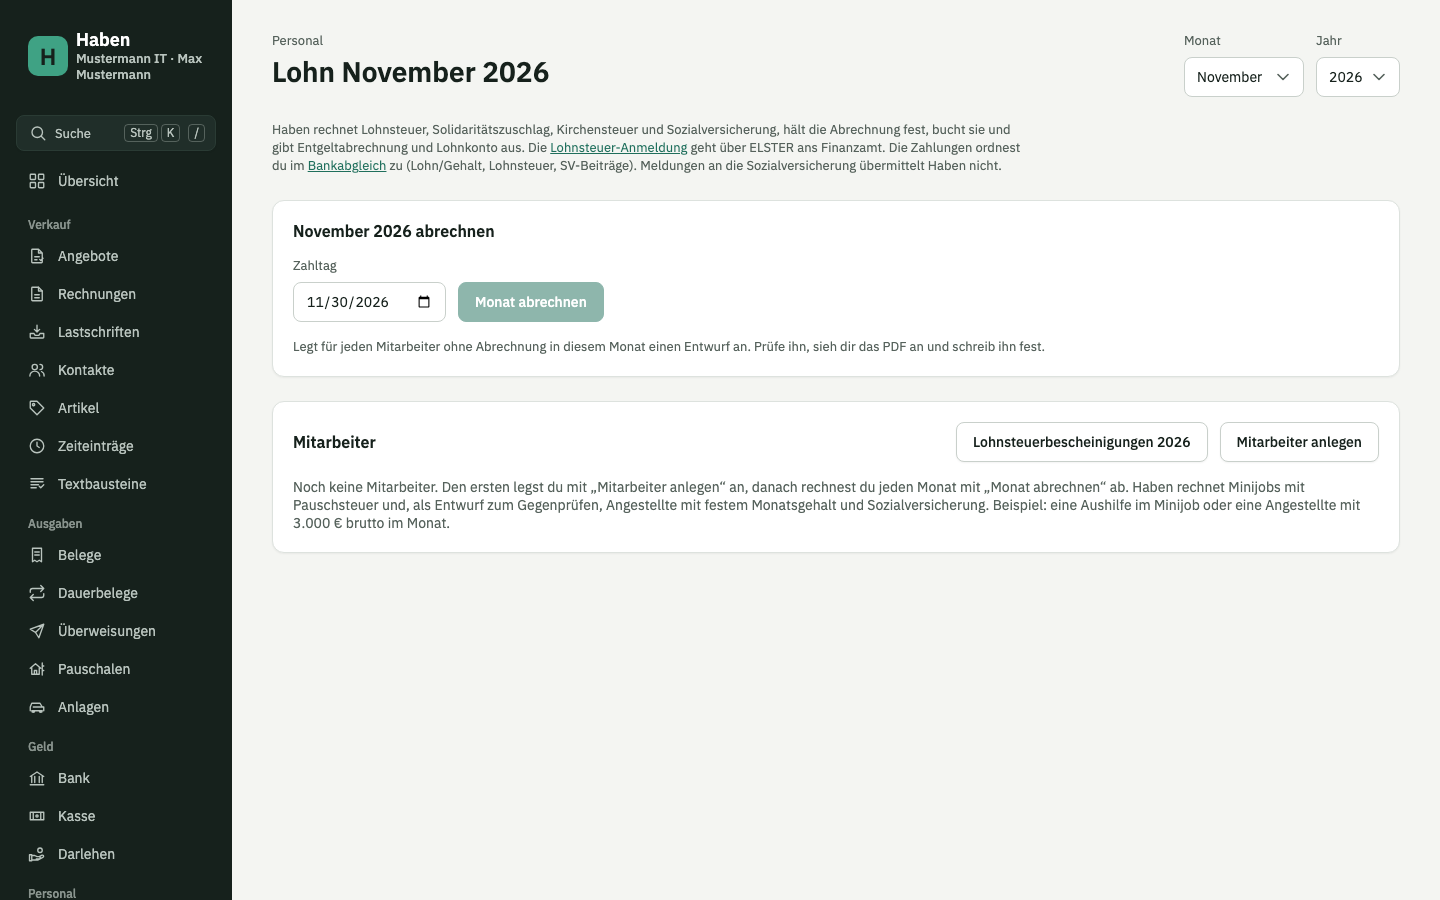 H
Haben
Mustermann IT · Max
Mustermann
Suche
Strg K /
Übersicht
Verkauf
Angebote
Rechnungen
Lastschriften
Kontakte
Artikel
Zeiteinträge
Textbausteine
Ausgaben
Belege
Dauerbelege
Überweisungen
Pauschalen
Anlagen
Geld
Bank
Kasse
Darlehen
Personal
Personal
Lohn November 2026
Monat
November
Jahr
2026
Haben rechnet Lohnsteuer, Solidaritätszuschlag, Kirchensteuer und Sozialversicherung, hält die Abrechnung fest, bucht sie und
gibt Entgeltabrechnung und Lohnkonto aus. Die Lohnsteuer-Anmeldung geht über ELSTER ans Finanzamt. Die Zahlungen ordnest
du im Bankabgleich zu (Lohn/Gehalt, Lohnsteuer, SV-Beiträge). Meldungen an die Sozialversicherung übermittelt Haben nicht.
November 2026 abrechnen
Zahltag
11/30/2026
Monat abrechnen
Legt für jeden Mitarbeiter ohne Abrechnung in diesem Monat einen Entwurf an. Prüfe ihn, sieh dir das PDF an und schreib ihn fest.
Mitarbeiter
Lohnsteuerbescheinigungen 2026
Mitarbeiter anlegen
Noch keine Mitarbeiter. Den ersten legst du mit „Mitarbeiter anlegen“ an, danach rechnest du jeden Monat mit „Monat abrechnen“ ab. Haben rechnet Minijobs mit
Pauschsteuer und, als Entwurf zum Gegenprüfen, Angestellte mit festem Monatsgehalt und Sozialversicherung. Beispiel: eine Aushilfe im Minijob oder eine Angestellte mit
3.000 € brutto im Monat.